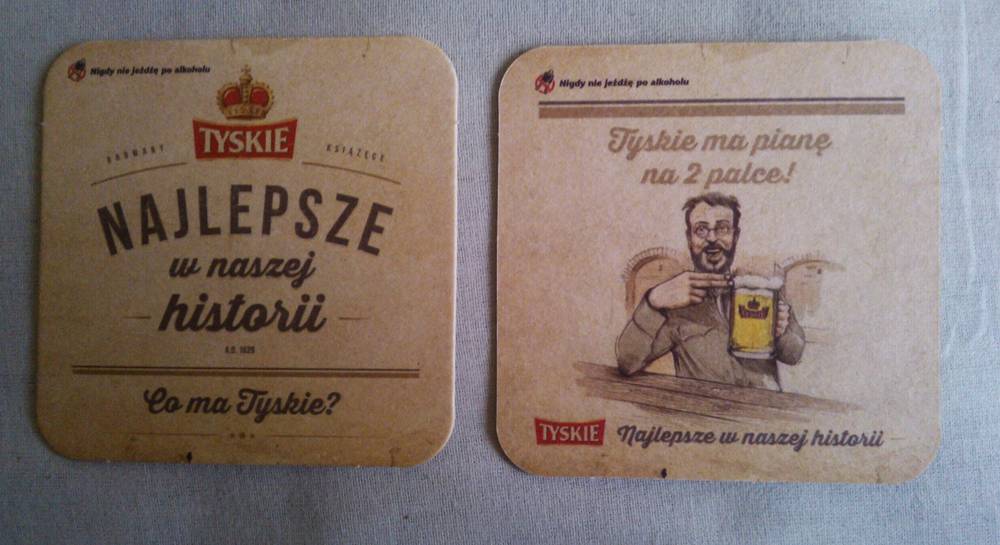 Nigdy nie jeżdżę po alkoholu
TYSKIE
BROWARY KSIĄŻĘCE
NAJLEPSZE
w naszej
historii
A.D. 1629
Co ma Tyskie?
Nigdy nie jeżdżę po alkoholu
Tyskie ma pianę
na 2 palce!
TYSKIE Najlepsze w naszej historii